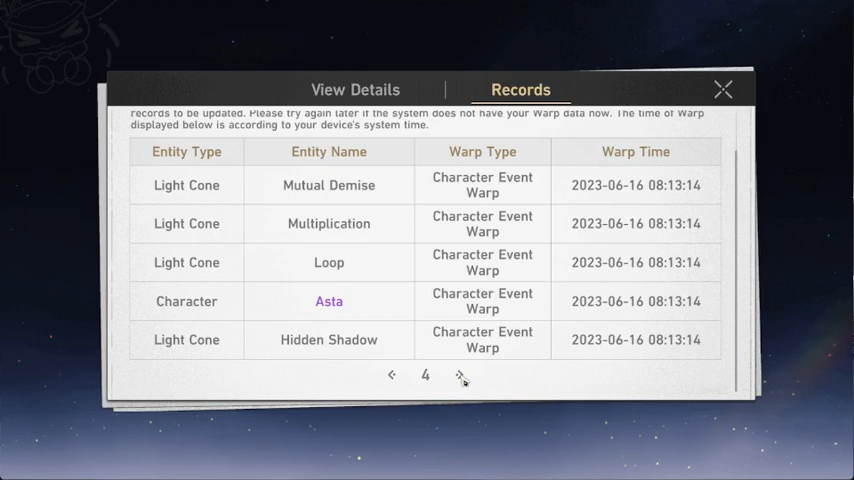 View Details | Records
records to be updated. Please try again later if the system does not have your Warp data now. The time of Warp
displayed below is according to your device's system time.
Entity Type Entity Name Warp Type Warp Time
Light Cone Mutual Demise Character Event Warp 2023-06-16 08:13:14
Light Cone Multiplication Character Event Warp 2023-06-16 08:13:14
Light Cone Loop Character Event Warp 2023-06-16 08:13:14
Character Asta Character Event Warp 2023-06-16 08:13:14
Light Cone Hidden Shadow Character Event Warp 2023-06-16 08:13:14
4